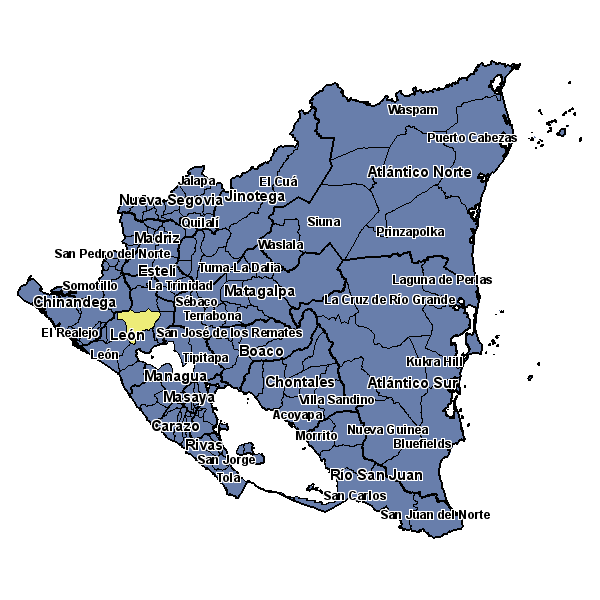 Waspam
Puerto Cabezas
Atlántico Norte
Jalapa
El Cuá
Nueva Segovia
Jinotega
Quilalí
Siuna
Prinzapolka
Madriz
Waslala
San Pedro del Norte
Estelí
Tuma-La Dalia
Laguna de Perlas
Somotillo
La Trinidad
Matagalpa
Chinandega
Sébaco
La Cruz de Río Grande
Terrabona
El Realejo
León
San José de los Remates
León
Tipitapa
Boaco
Kukra Hill
Managua
Chontales
Atlántico Sur
Masaya
Villa Sandino
Acoyapa
Carazo
Nueva Guinea
Morrito
Bluefields
Rivas
San Jorge
Tola
Río San Juan
San Carlos
San Juan del Norte